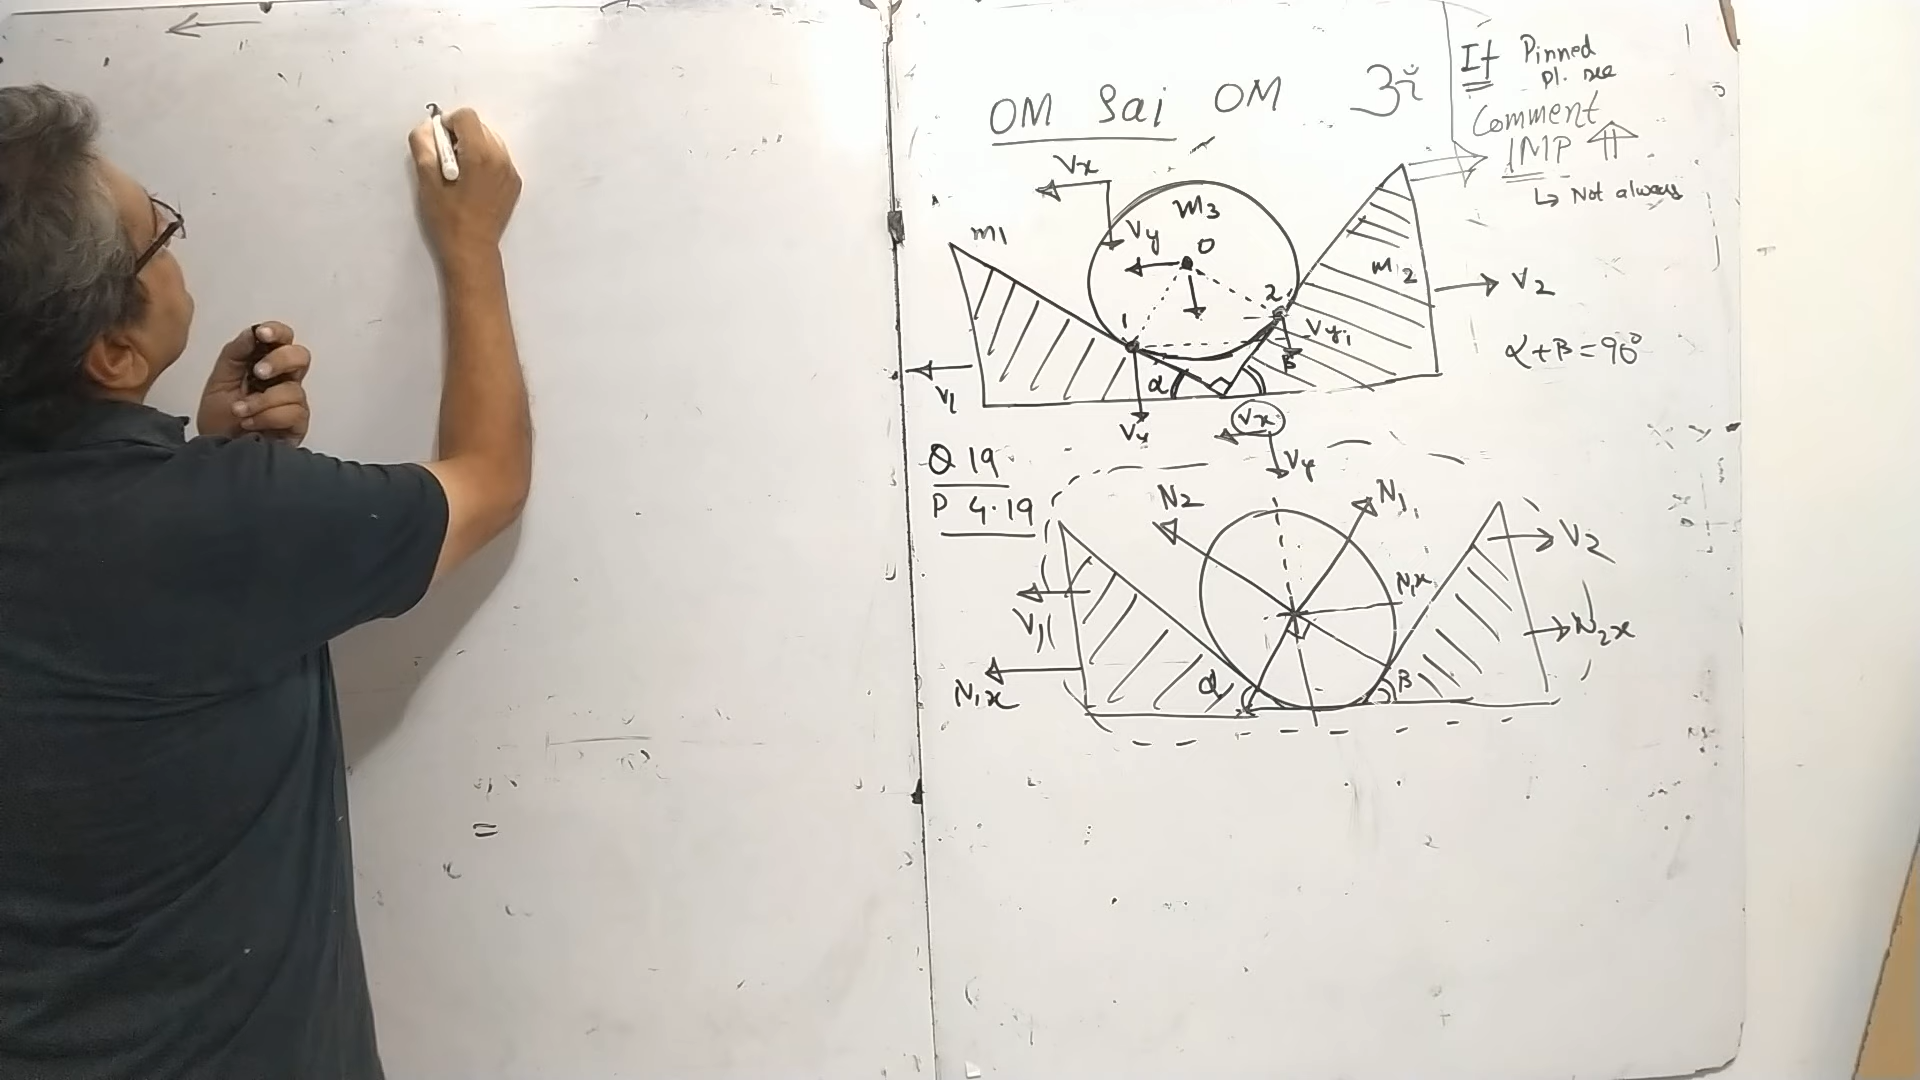 OM Sai OM ॐ
If Pinned
pl. see
Comment
IMP
↳ Not always
Vx
m1
Vy
m3
O
m2
V2
1
2
Vy1
α
β
α+β=90°
V1
Vy
Vx
Vy
Q 19
P 4.19
N2
N1
V2
V1
N1x
N2x
N1x
α
β
=